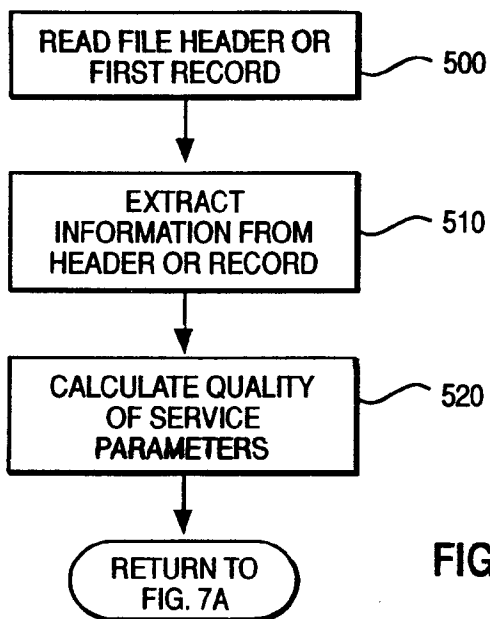 READ FILE HEADER OR
FIRST RECORD
500
EXTRACT
INFORMATION FROM
HEADER OR RECORD
510
CALCULATE QUALITY
OF SERVICE
PARAMETERS
520
RETURN TO
FIG. 7A
FIG